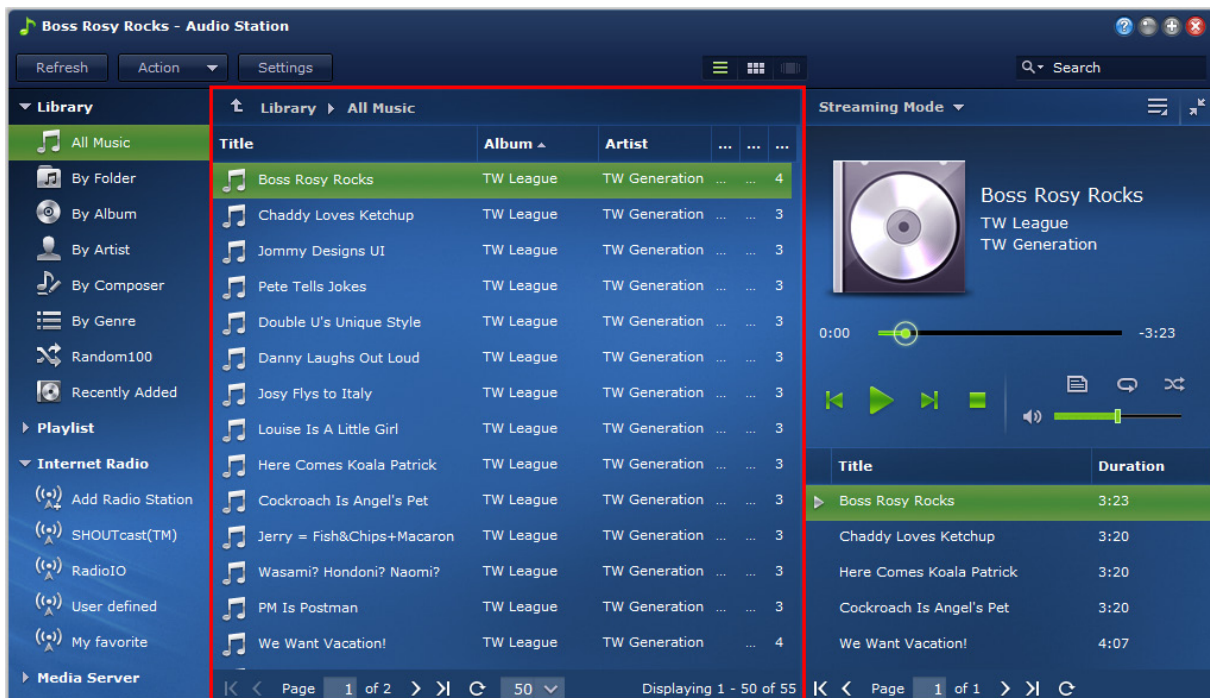 Boss Rosy Rocks - Audio Station
Refresh Action Settings Search
Library
All Music
By Folder
By Album
By Artist
By Composer
By Genre
Random100
Recently Added
Playlist
Internet Radio
Add Radio Station
SHOUTcast(TM)
RadioIO
User defined
My favorite
Media Server
Library All Music
Title Album Artist ... ... ...
Boss Rosy Rocks TW League TW Generation ... ... 4
Chaddy Loves Ketchup TW League TW Generation ... ... 3
Jommy Designs UI TW League TW Generation ... ... 3
Pete Tells Jokes TW League TW Generation ... ... 3
Double U's Unique Style TW League TW Generation ... ... 3
Danny Laughs Out Loud TW League TW Generation ... ... 3
Josy Flys to Italy TW League TW Generation ... ... 3
Louise Is A Little Girl TW League TW Generation ... ... 3
Here Comes Koala Patrick TW League TW Generation ... ... 3
Cockroach Is Angel's Pet TW League TW Generation ... ... 3
Jerry = Fish&Chips+Macaron TW League TW Generation ... ... 3
Wasami? Hondoni? Naomi? TW League TW Generation ... ... 3
PM Is Postman TW League TW Generation ... ... 3
We Want Vacation! TW League TW Generation ... 4
Page 1 of 2 50 Displaying 1 - 50 of 55
Streaming Mode
Boss Rosy Rocks
TW League
TW Generation
0:00 -3:23
Title Duration
Boss Rosy Rocks 3:23
Chaddy Loves Ketchup 3:20
Here Comes Koala Patrick 3:20
Cockroach Is Angel's Pet 3:20
We Want Vacation! 4:07
Page 1 of 1